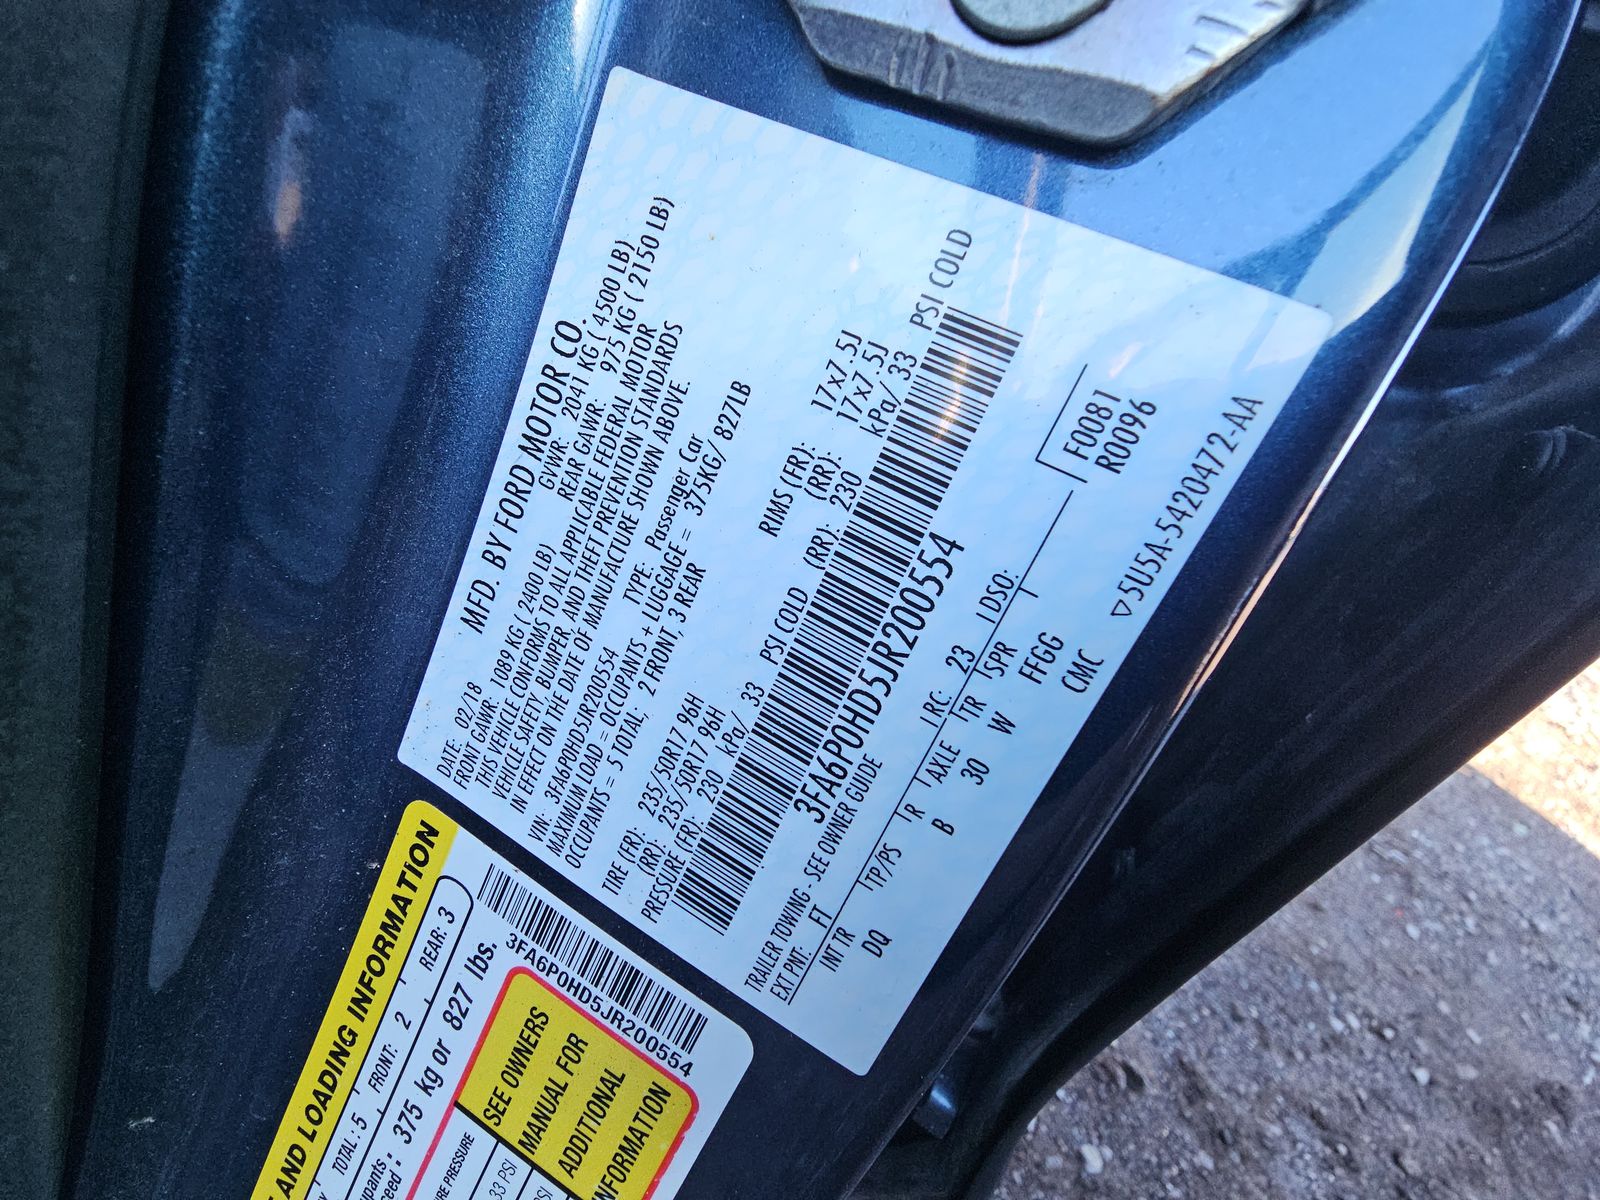 MFD. BY FORD MOTOR CO.
DATE: 02/18 GVWR: 2041 KG ( 4500 LB)
FRONT GAWR: 1089 KG ( 2400 LB) REAR GAWR: 975 KG ( 2150 LB)
THIS VEHICLE CONFORMS TO ALL APPLICABLE FEDERAL MOTOR
VEHICLE SAFETY, BUMPER, AND THEFT PREVENTION STANDARDS
IN EFFECT ON THE DATE OF MANUFACTURE SHOWN ABOVE.
VIN: 3FA6P0HD5JR200554 TYPE: Passenger Car
MAXIMUM LOAD = OCCUPANTS + LUGGAGE = 375KG/ 827LB
OCCUPANTS = 5 TOTAL, 2 FRONT, 3 REAR
TIRE (FR): 235/50R17 96H RIMS (FR): 17x7.5J
(RR): 235/50R17 96H (RR): 17x7.5J
PRESSURE (FR): 230 kPa/ 33 PSI COLD (RR): 230 kPa/ 33 PSI COLD
3FA6P0HD5JR200554
TRAILER TOWING - SEE OWNER GUIDE
EXT PNT: FT RC: 23 DSO: F0081
R0096
INT TR TP/PS R AXLE TR SPR
DQ B 30 W FFGG
CMC
▽5U5A-5420472-AA
E AND LOADING INFORMATION
TOTAL: 5 FRONT: 2 REAR: 3
375 kg or 827 lbs.
3FA6P0HD5JR200554
33 PSI
SEE OWNERS
MANUAL FOR
ADDITIONAL
INFORMATION